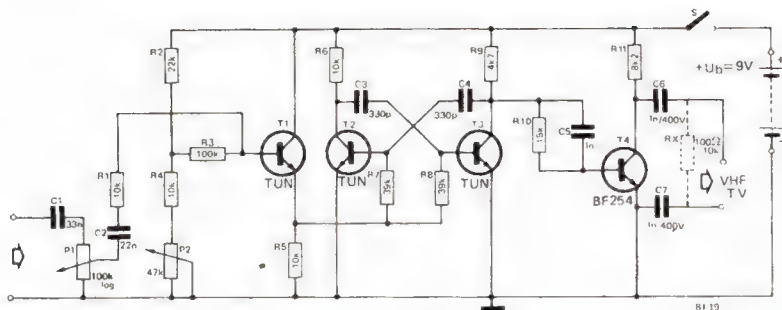 S
R2
22k
R6
10k
R9
4k7
R11
8k2
+Ub=9V
+
C3
330p
C4
330p
C6
1n/400V
R3
100k
T1
TUN
T2
TUN
T3
TUN
R10
15k
C5
1n
T4
BF254
RX
100Ω
10k
VHF
TV
R1
10k
R4
10k
R7
39k
R8
39k
C1
33n
C2
22n
P1
100k
log
P2
47k
R5
10k
C7
1n/400V